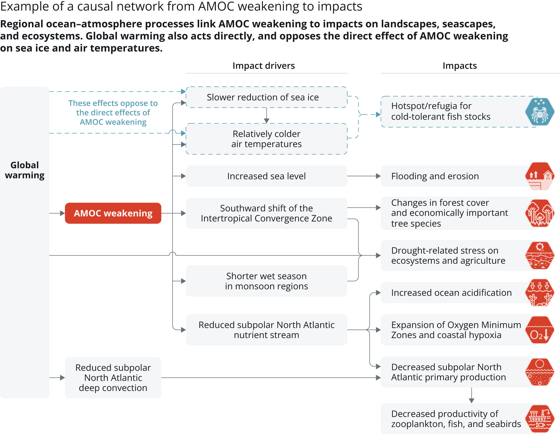 Example of a causal network from AMOC weakening to impacts
Regional ocean–atmosphere processes link AMOC weakening to impacts on landscapes, seascapes,
and ecosystems. Global warming also acts directly, and opposes the direct effect of AMOC weakening
on sea ice and air temperatures.
Impact drivers
Impacts
These effects oppose to
the direct effects of
AMOC weakening
Slower reduction of sea ice
Relatively colder
air temperatures
Hotspot/refugia for
cold-tolerant fish stocks
Global
warming
AMOC weakening
Increased sea level
Flooding and erosion
Southward shift of the
Intertropical Convergence Zone
Changes in forest cover
and economically important
tree species
Drought-related stress on
ecosystems and agriculture
Shorter wet season
in monsoon regions
Increased ocean acidification
Reduced subpolar North Atlantic
nutrient stream
Expansion of Oxygen Minimum
Zones and coastal hypoxia
O2
Reduced subpolar
North Atlantic
deep convection
Decreased subpolar North
Atlantic primary production
Decreased productivity of
zooplankton, fish, and seabirds